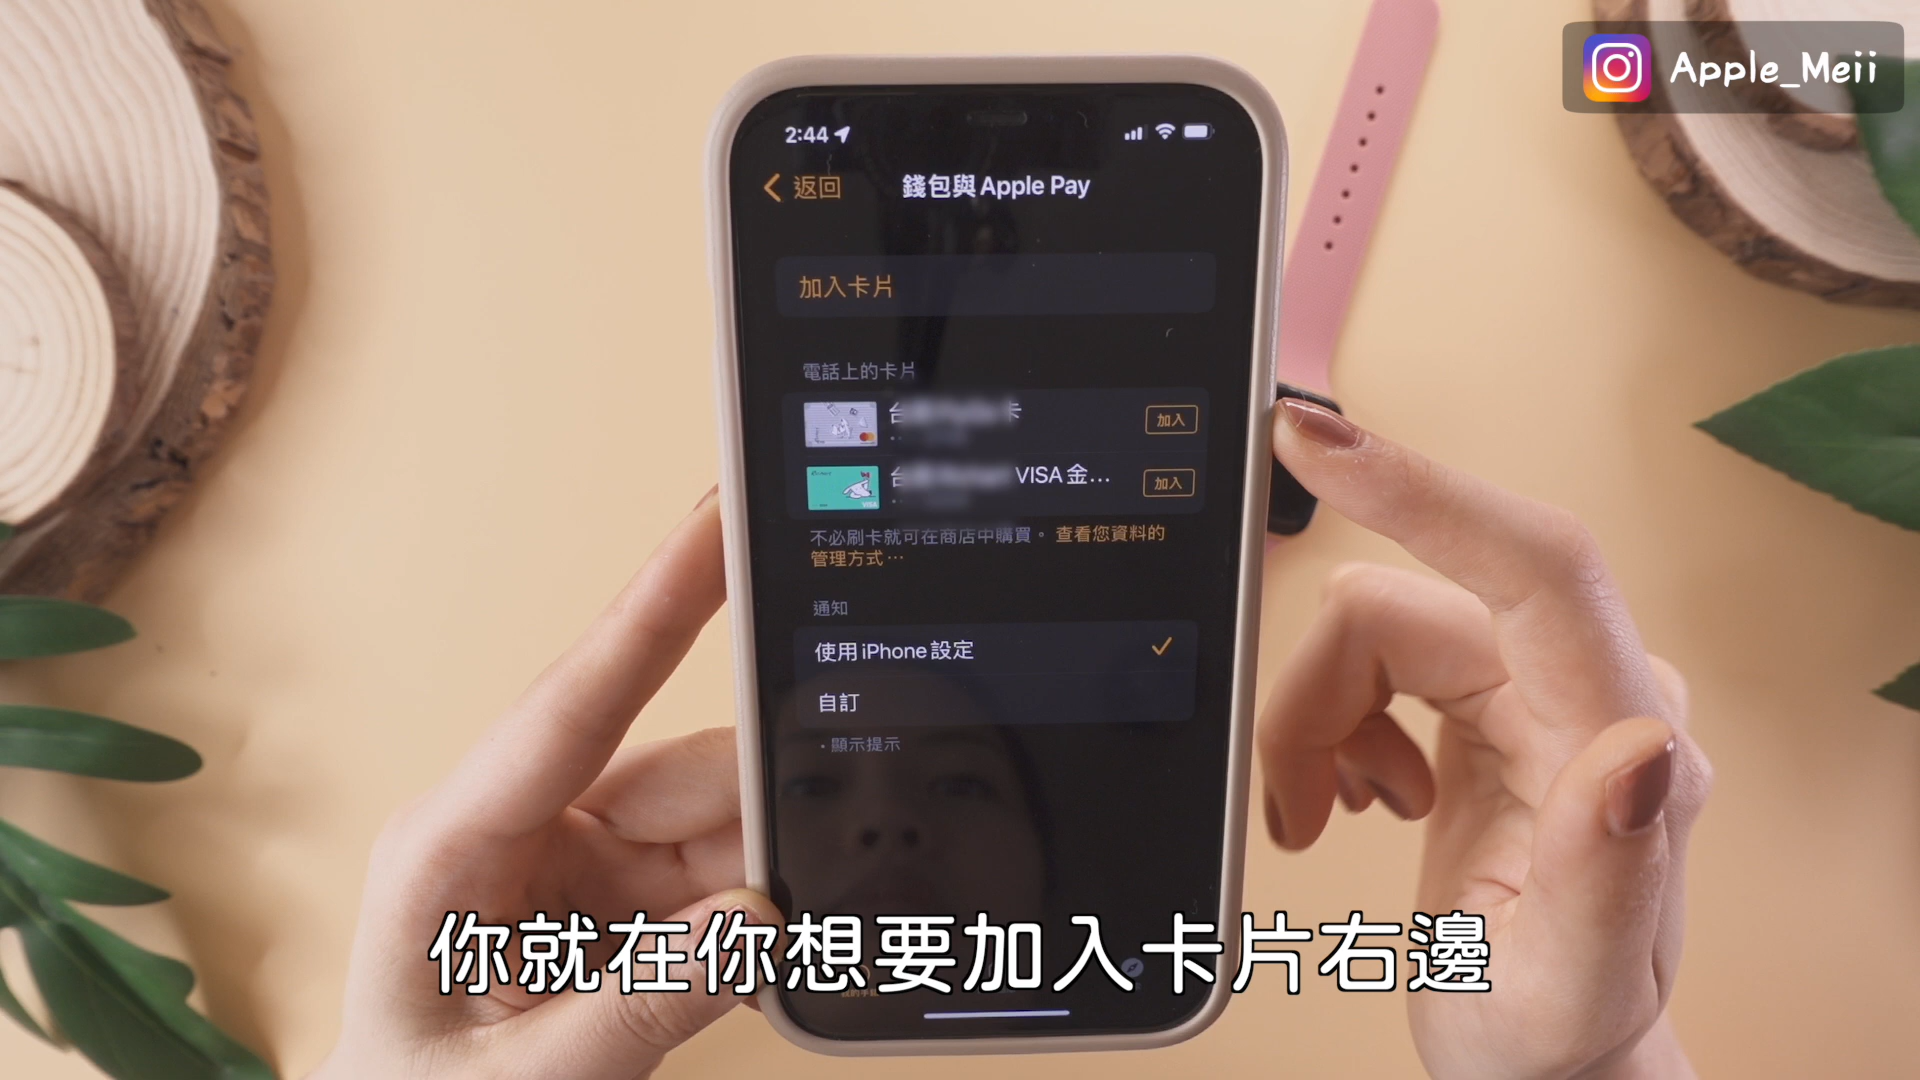 Apple_Meii
2:44
返回
錢包與Apple Pay
加入卡片
電話上的卡片
台 卡
加入
台 VISA 金...
加入
VISA
不必刷卡就可在商店中購買。查看您資料的
管理方式…
通知
使用iPhone設定
自訂
• 顯示提示
你就在你想要加入卡片右邊